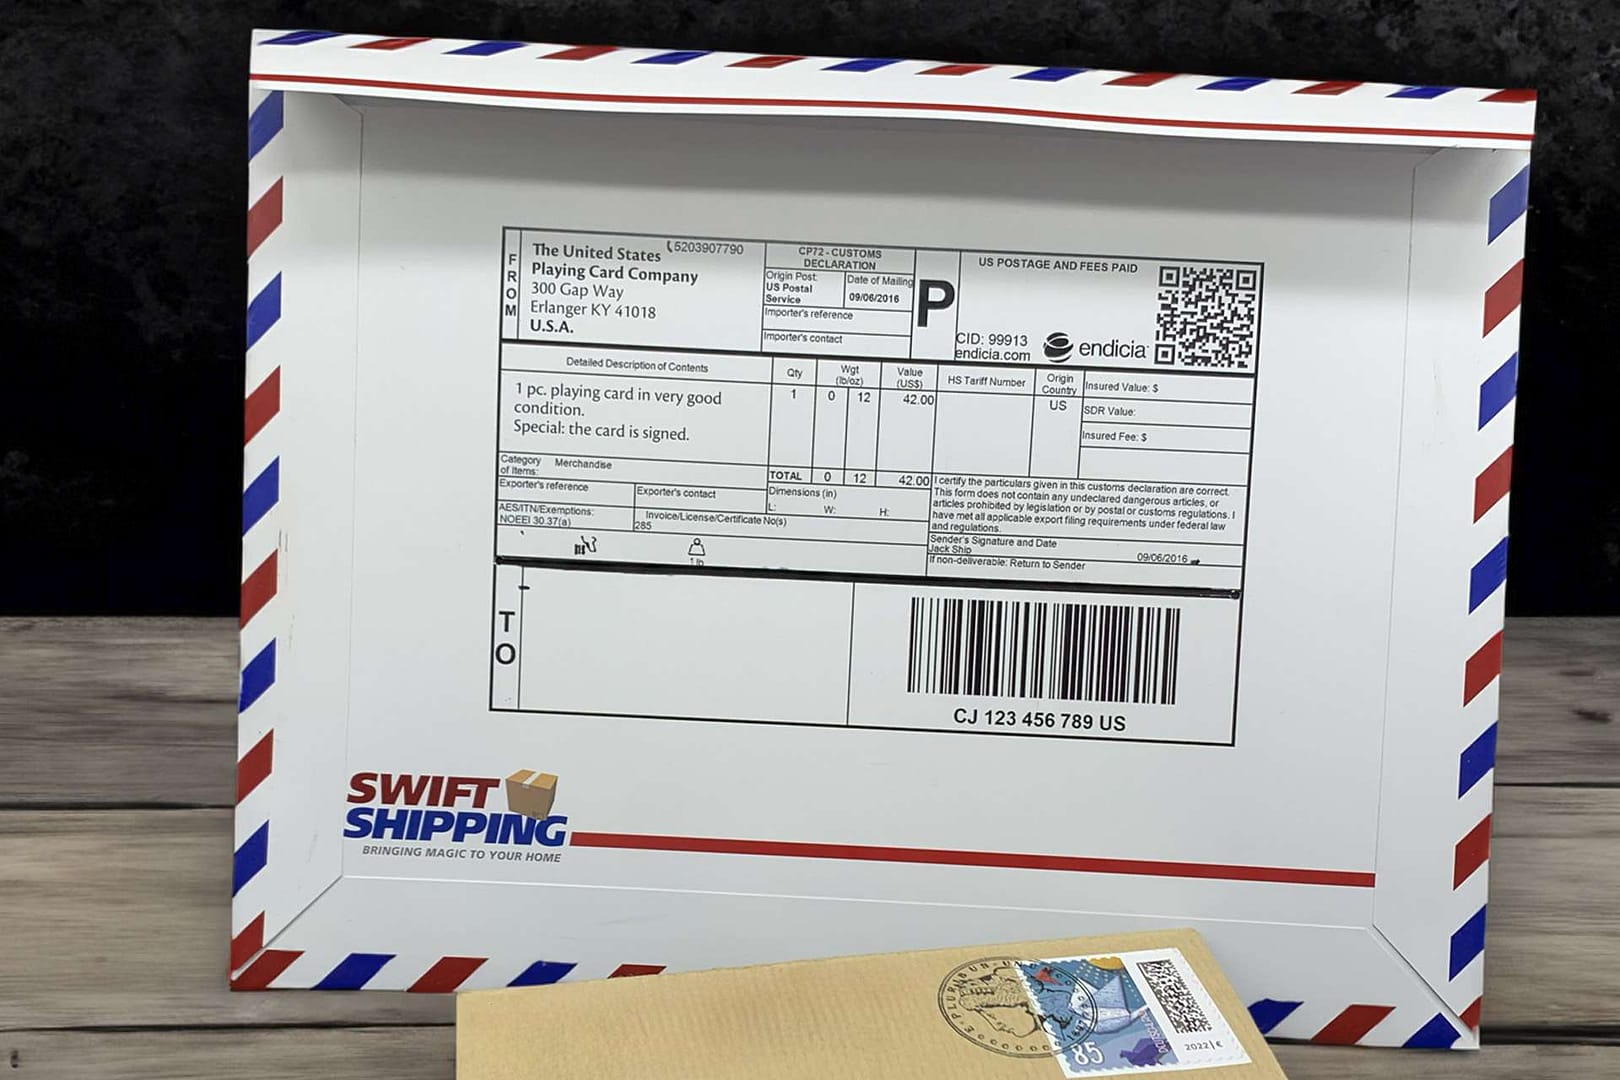 FROM
The United States
5203907790
Playing Card Company
300 Gap Way
Erlanger KY 41018
U.S.A.
CP72 - CUSTOMS
DECLARATION
Origin Post:
US Postal
Service
Date of Mailing
09/06/2016
Importer's reference
Importer's contact
P
US POSTAGE AND FEES PAID
CID: 99913
endicia.com
endicia
Detailed Description of Contents
Qty
Wgt
(lb/oz)
Value
(US$)
HS Tariff Number
Origin
Country
Insured Value: $
1 pc. playing card in very good
condition.
Special: the card is signed.
1
0
12
42.00
US
SDR Value:
Insured Fee: $
Category
of Items:
Merchandise
TOTAL
0
12
42.00
Exporter's reference
Exporter's contact
Dimensions (in)
L:
W:
H:
AES/ITN/Exemptions:
NOEEI 30.37(a)
Invoice/License/Certificate No(s)
285
I certify the particulars given in this customs declaration are correct.
This form does not contain any undeclared dangerous articles, or
articles prohibited by legislation or by postal or customs regulations. I
have met all applicable export filing requirements under federal law
and regulations.
Sender's Signature and Date
Jack Ship
09/06/2016
If non-deliverable: Return to Sender
1 lb
TO
CJ 123 456 789 US
SWIFT
SHIPPING
BRINGING MAGIC TO YOUR HOME
E PLURIBUS UNUM
85
2022 | €